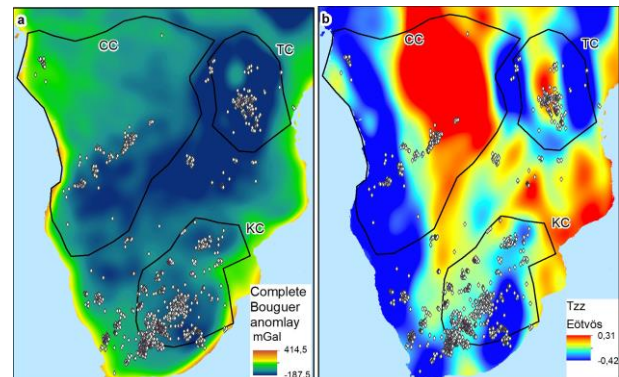 a
CC
TC
KC
Complete
Bouguer
anomlay
mGal
414,5
-187,5
b
CC
TC
KC
Tzz
Eötvös
0,31
-0,42